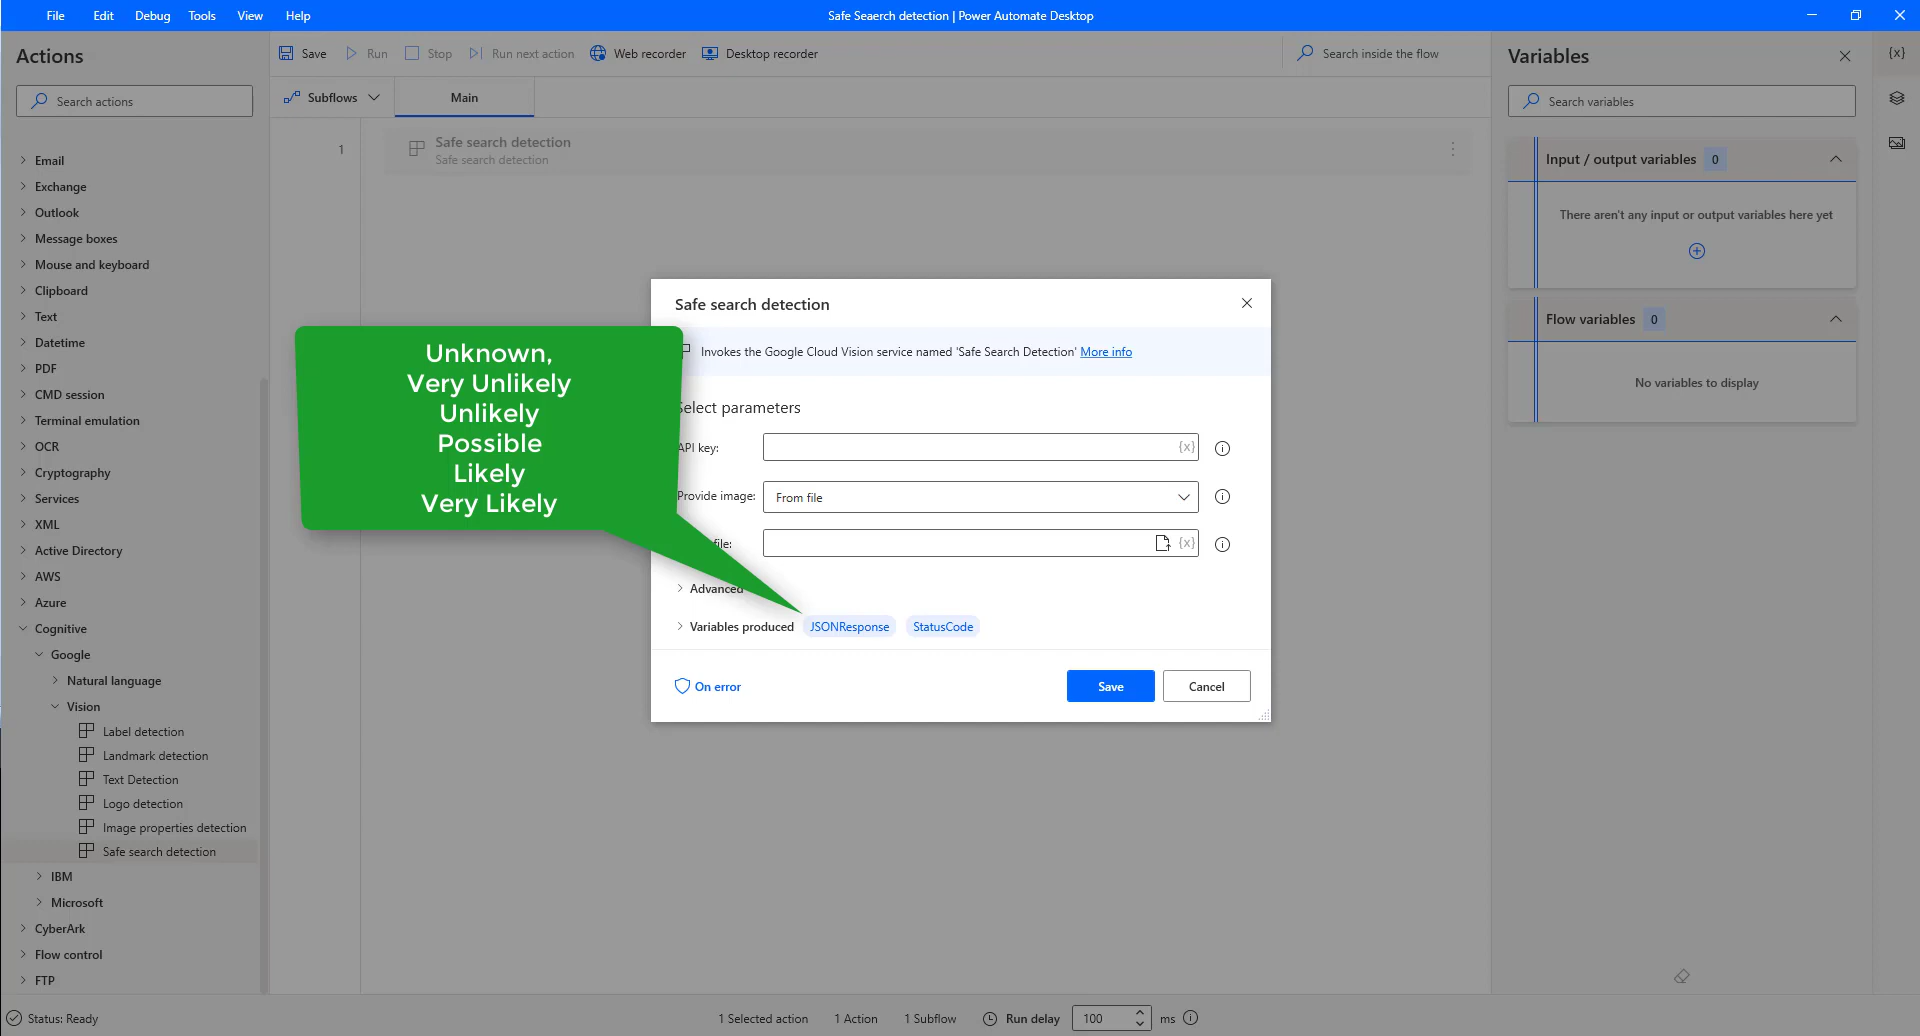 File Edit Debug Tools View Help
Safe Seaerch detection | Power Automate Desktop
Actions
Search actions
Email
Exchange
Outlook
Message boxes
Mouse and keyboard
Clipboard
Text
Datetime
PDF
CMD session
Terminal emulation
OCR
Cryptography
Services
XML
Active Directory
AWS
Azure
Cognitive
Google
Natural language
Vision
Label detection
Landmark detection
Text Detection
Logo detection
Image properties detection
Safe search detection
IBM
Microsoft
CyberArk
Flow control
FTP
Save Run Stop Run next action Web recorder Desktop recorder
Search inside the flow
Subflows Main
1
Safe search detection
Safe search detection
Unknown,
Very Unlikely
Unlikely
Possible
Likely
Very Likely
Safe search detection
Invokes the Google Cloud Vision service named 'Safe Search Detection' More info
Select parameters
API key: {x}
Provide image: From file
file: {x}
Advanced
Variables produced JSONResponse StatusCode
On error
Save Cancel
Variables
{x}
Search variables
Input / output variables 0
There aren't any input or output variables here yet
Flow variables 0
No variables to display
Status: Ready
1 Selected action 1 Action 1 Subflow Run delay 100 ms